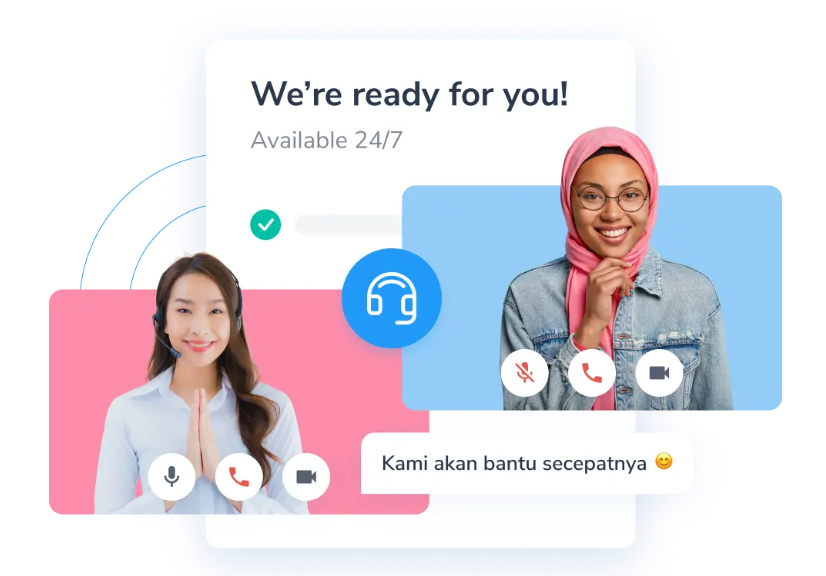 We’re ready for you!
Available 24/7
Kami akan bantu secepatnya 😊